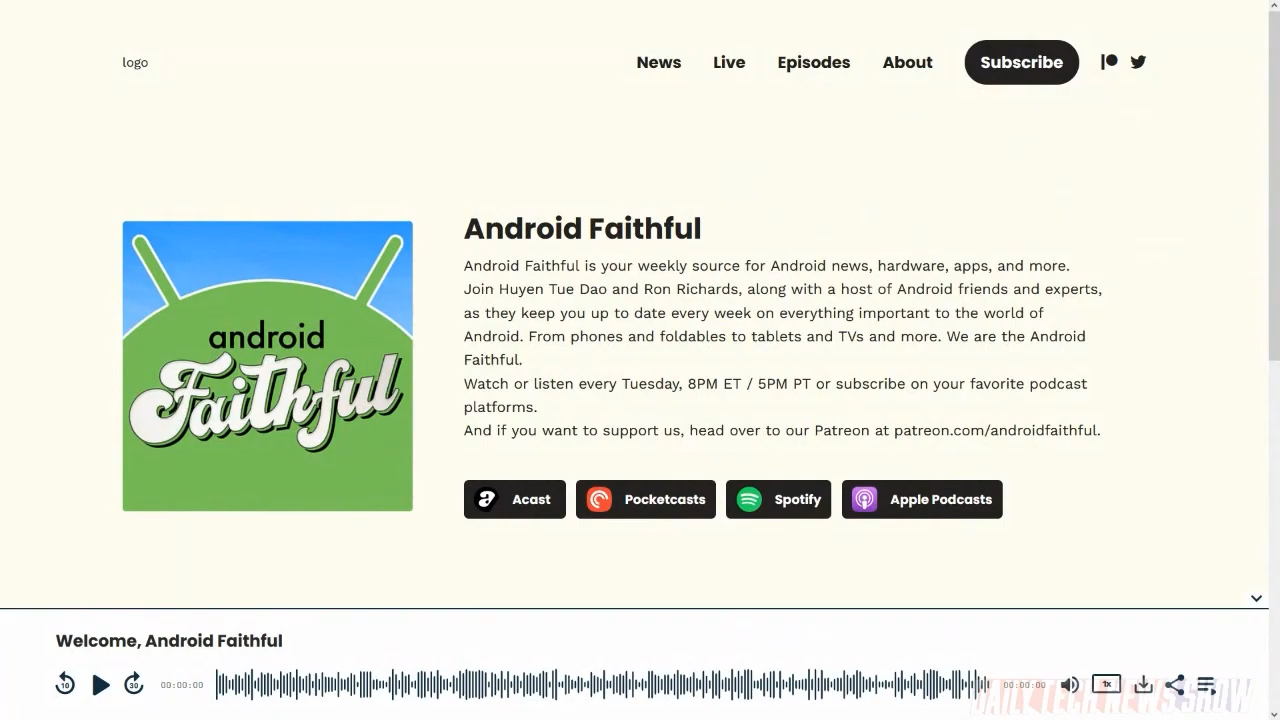 logo
News Live Episodes About Subscribe
Android Faithful
Android Faithful is your weekly source for Android news, hardware, apps, and more.
Join Huyen Tue Dao and Ron Richards, along with a host of Android friends and experts,
as they keep you up to date every week on everything important to the world of
Android. From phones and foldables to tablets and TVs and more. We are the Android
Faithful.
Watch or listen every Tuesday, 8PM ET / 5PM PT or subscribe on your favorite podcast
platforms.
And if you want to support us, head over to our Patreon at patreon.com/androidfaithful.
android
Faithful
Acast Pocketcasts Spotify Apple Podcasts
Welcome, Android Faithful
10 30 00:00:00 00:00:00 1x
DAILY TECH NEWS SHOW